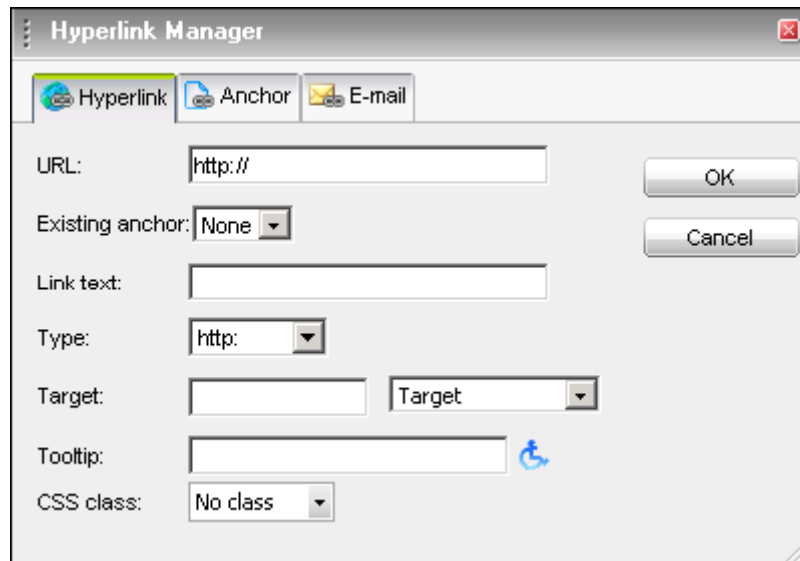 Hyperlink Manager
Hyperlink Anchor E-mail
URL: http://
OK
Existing anchor: None
Cancel
Link text:
Type: http:
Target: Target
Tooltip:
CSS class: No class